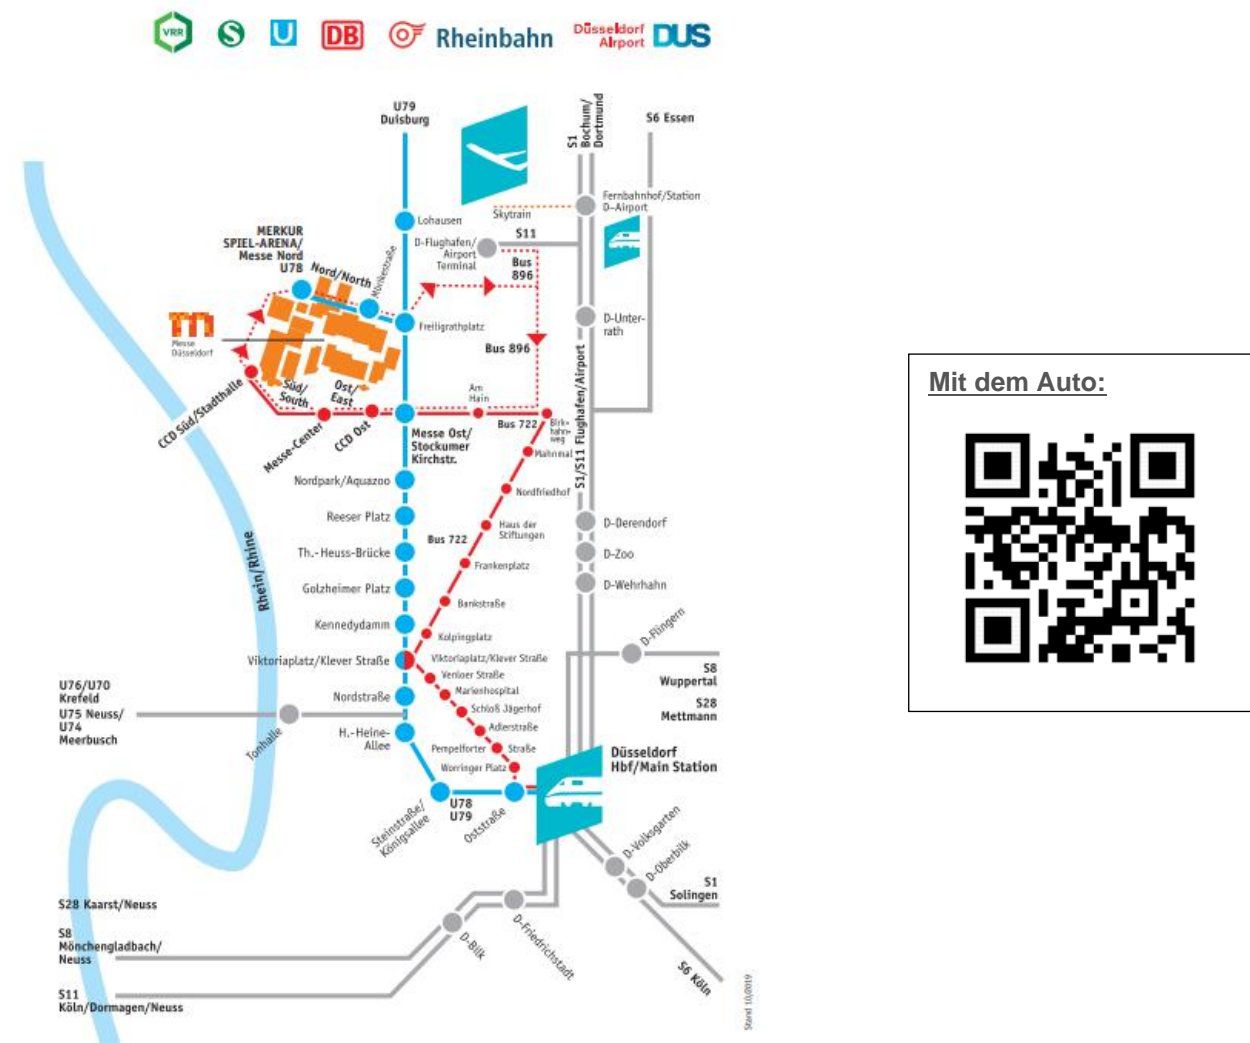 VRR
S
U
DB
Rheinbahn
Düsseldorf
Airport
DUS
U79
Duisburg
S1
Bochum/
Dortmund
S6 Essen
Fernbahnhof/Station
D-Airport
Skytrain
Lohausen
S11
D-Flughafen/
Airport
Terminal
Bus
896
MERKUR
SPIEL-ARENA/
Messe Nord
U78
Nord/North
Mörikestraße
Freiligrathplatz
D-Unter-
rath
Messe
Düsseldorf
Bus 896
Süd/
South
Ost/
East
Am
Hain
CCD Süd/Stadthalle
Messe-Center
CCD Ost
Messe Ost/
Stockumer
Kirchstr.
Bus 722
Birk-
hahn-
weg
S1/S11 Flughafen/Airport
Mahnmal
Nordpark/Aquazoo
Nordfriedhof
Reeser Platz
Haus der
Stiftungen
D-Derendorf
Bus 722
Th.-Heuss-Brücke
D-Zoo
Frankenplatz
Golzheimer Platz
D-Wehrhahn
Bankstraße
Kennedydamm
Kolpingplatz
D-Flingern
Rhein/Rhine
Viktoriaplatz/Klever Straße
Viktoriaplatz/Klever Straße
Venloer Straße
S8
Wuppertal
Marienhospital
U76/U70
Krefeld
U75 Neuss/
U74
Meerbusch
Nordstraße
Schloß Jägerhof
S28
Mettmann
Tonhalle
Adlerstraße
H.-Heine-
Allee
Pempelforter Straße
Worringer Platz
Düsseldorf
Hbf/Main Station
U78
U79
Steinstraße/
Königsallee
Oststraße
D-Volksgarten
D-Oberbilk
S1
Solingen
S28 Kaarst/Neuss
S8
Mönchengladbach/
Neuss
D-Friedrichstadt
D-Bilk
S6 Köln
S11
Köln/Dormagen/Neuss
Stand 10/2019
Mit dem Auto: